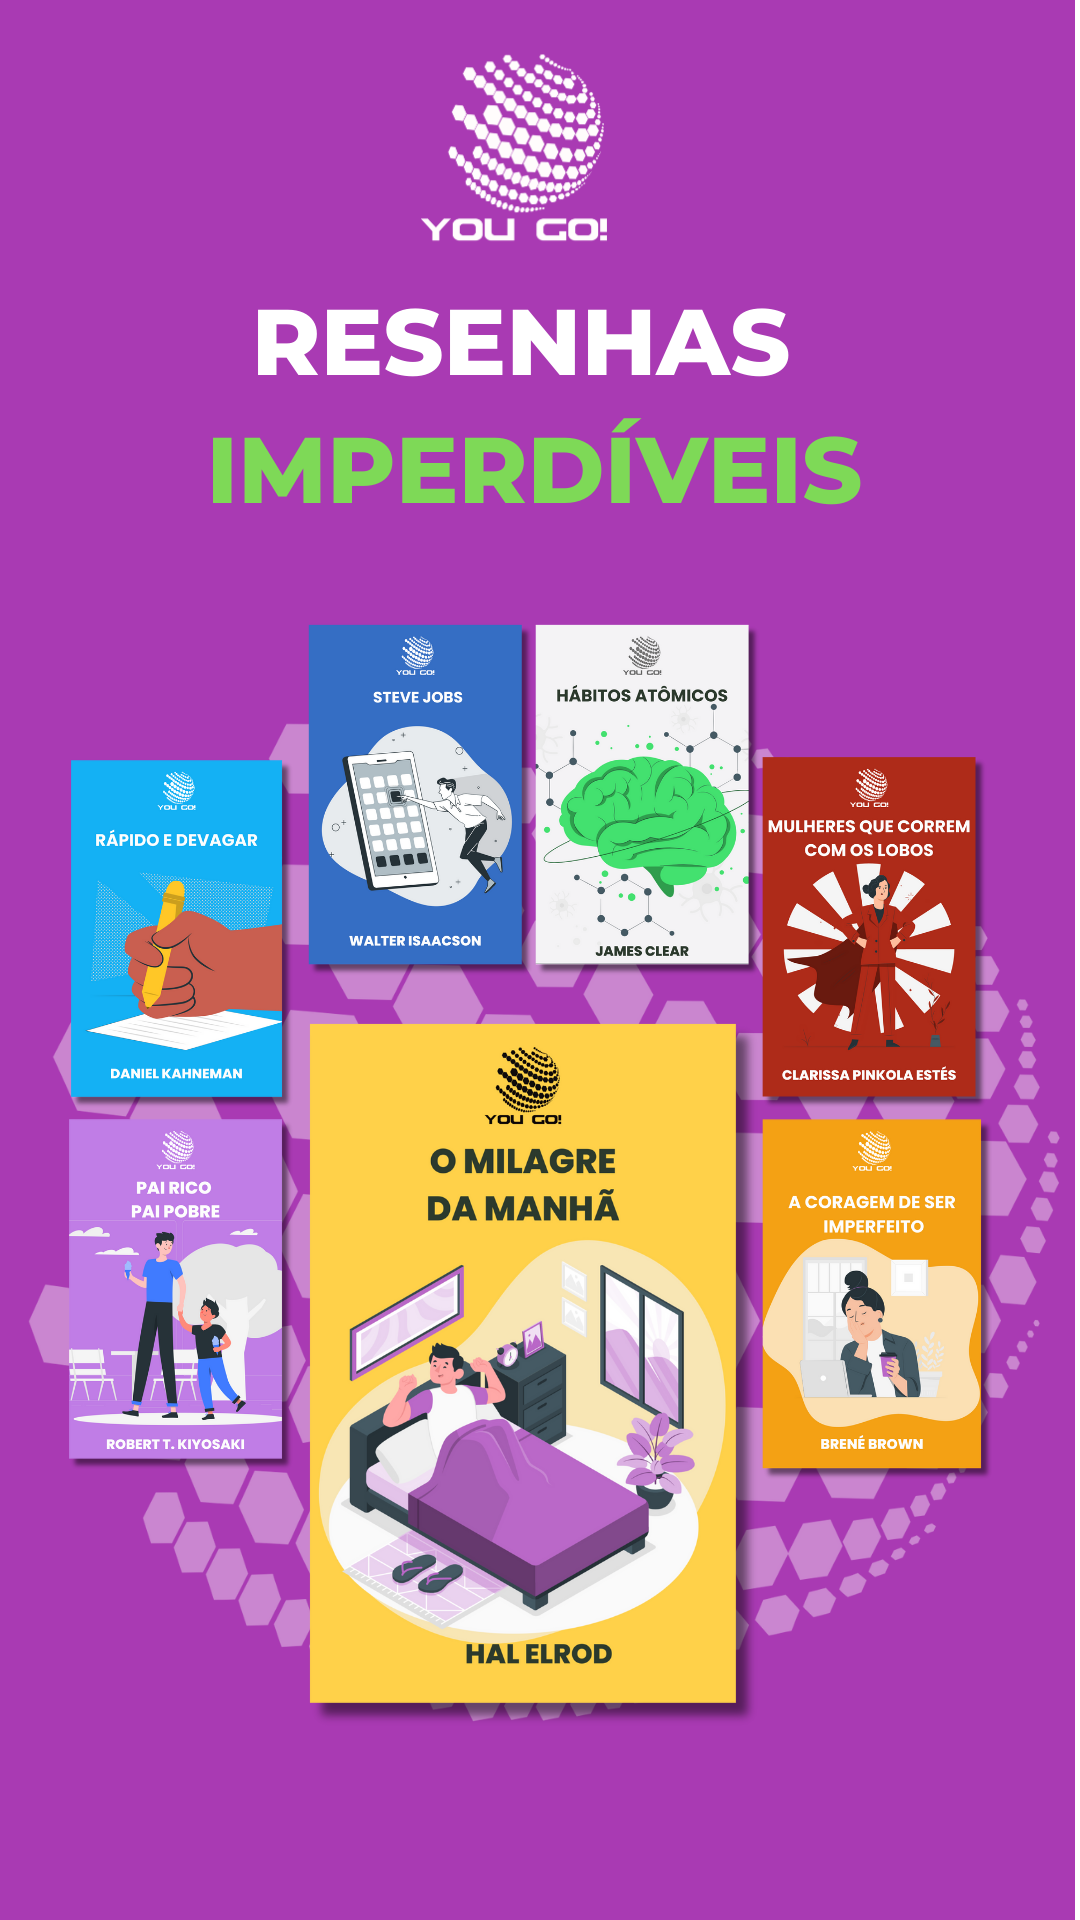 YOU GO!
RESENHAS
IMPERDÍVEIS
YOU GO!
STEVE JOBS
WALTER ISAACSON
YOU GO!
HÁBITOS ATÔMICOS
JAMES CLEAR
YOU GO!
RÁPIDO E DEVAGAR
DANIEL KAHNEMAN
YOU GO!
MULHERES QUE CORREM
COM OS LOBOS
CLARISSA PINKOLA ESTÉS
YOU GO!
PAI RICO
PAI POBRE
ROBERT T. KIYOSAKI
YOU GO!
O MILAGRE
DA MANHÃ
HAL ELROD
YOU GO!
A CORAGEM DE SER
IMPERFEITO
BRENÉ BROWN